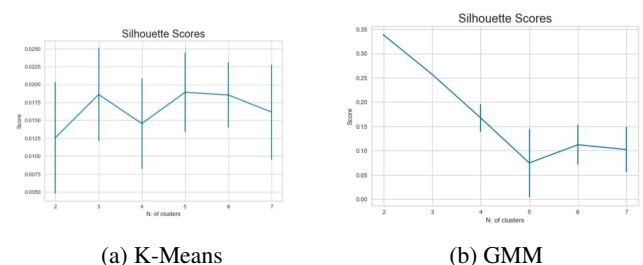 Silhouette Scores
0.0250
0.0225
0.0200
0.0175
0.0150
0.0125
0.0100
0.0075
0.0050
Score
2 3 4 5 6 7
N. of clusters
(a) K-Means
Silhouette Scores
0.35
0.30
0.25
0.20
0.15
0.10
0.05
0.00
Score
2 3 4 5 6 7
N. of clusters
(b) GMM